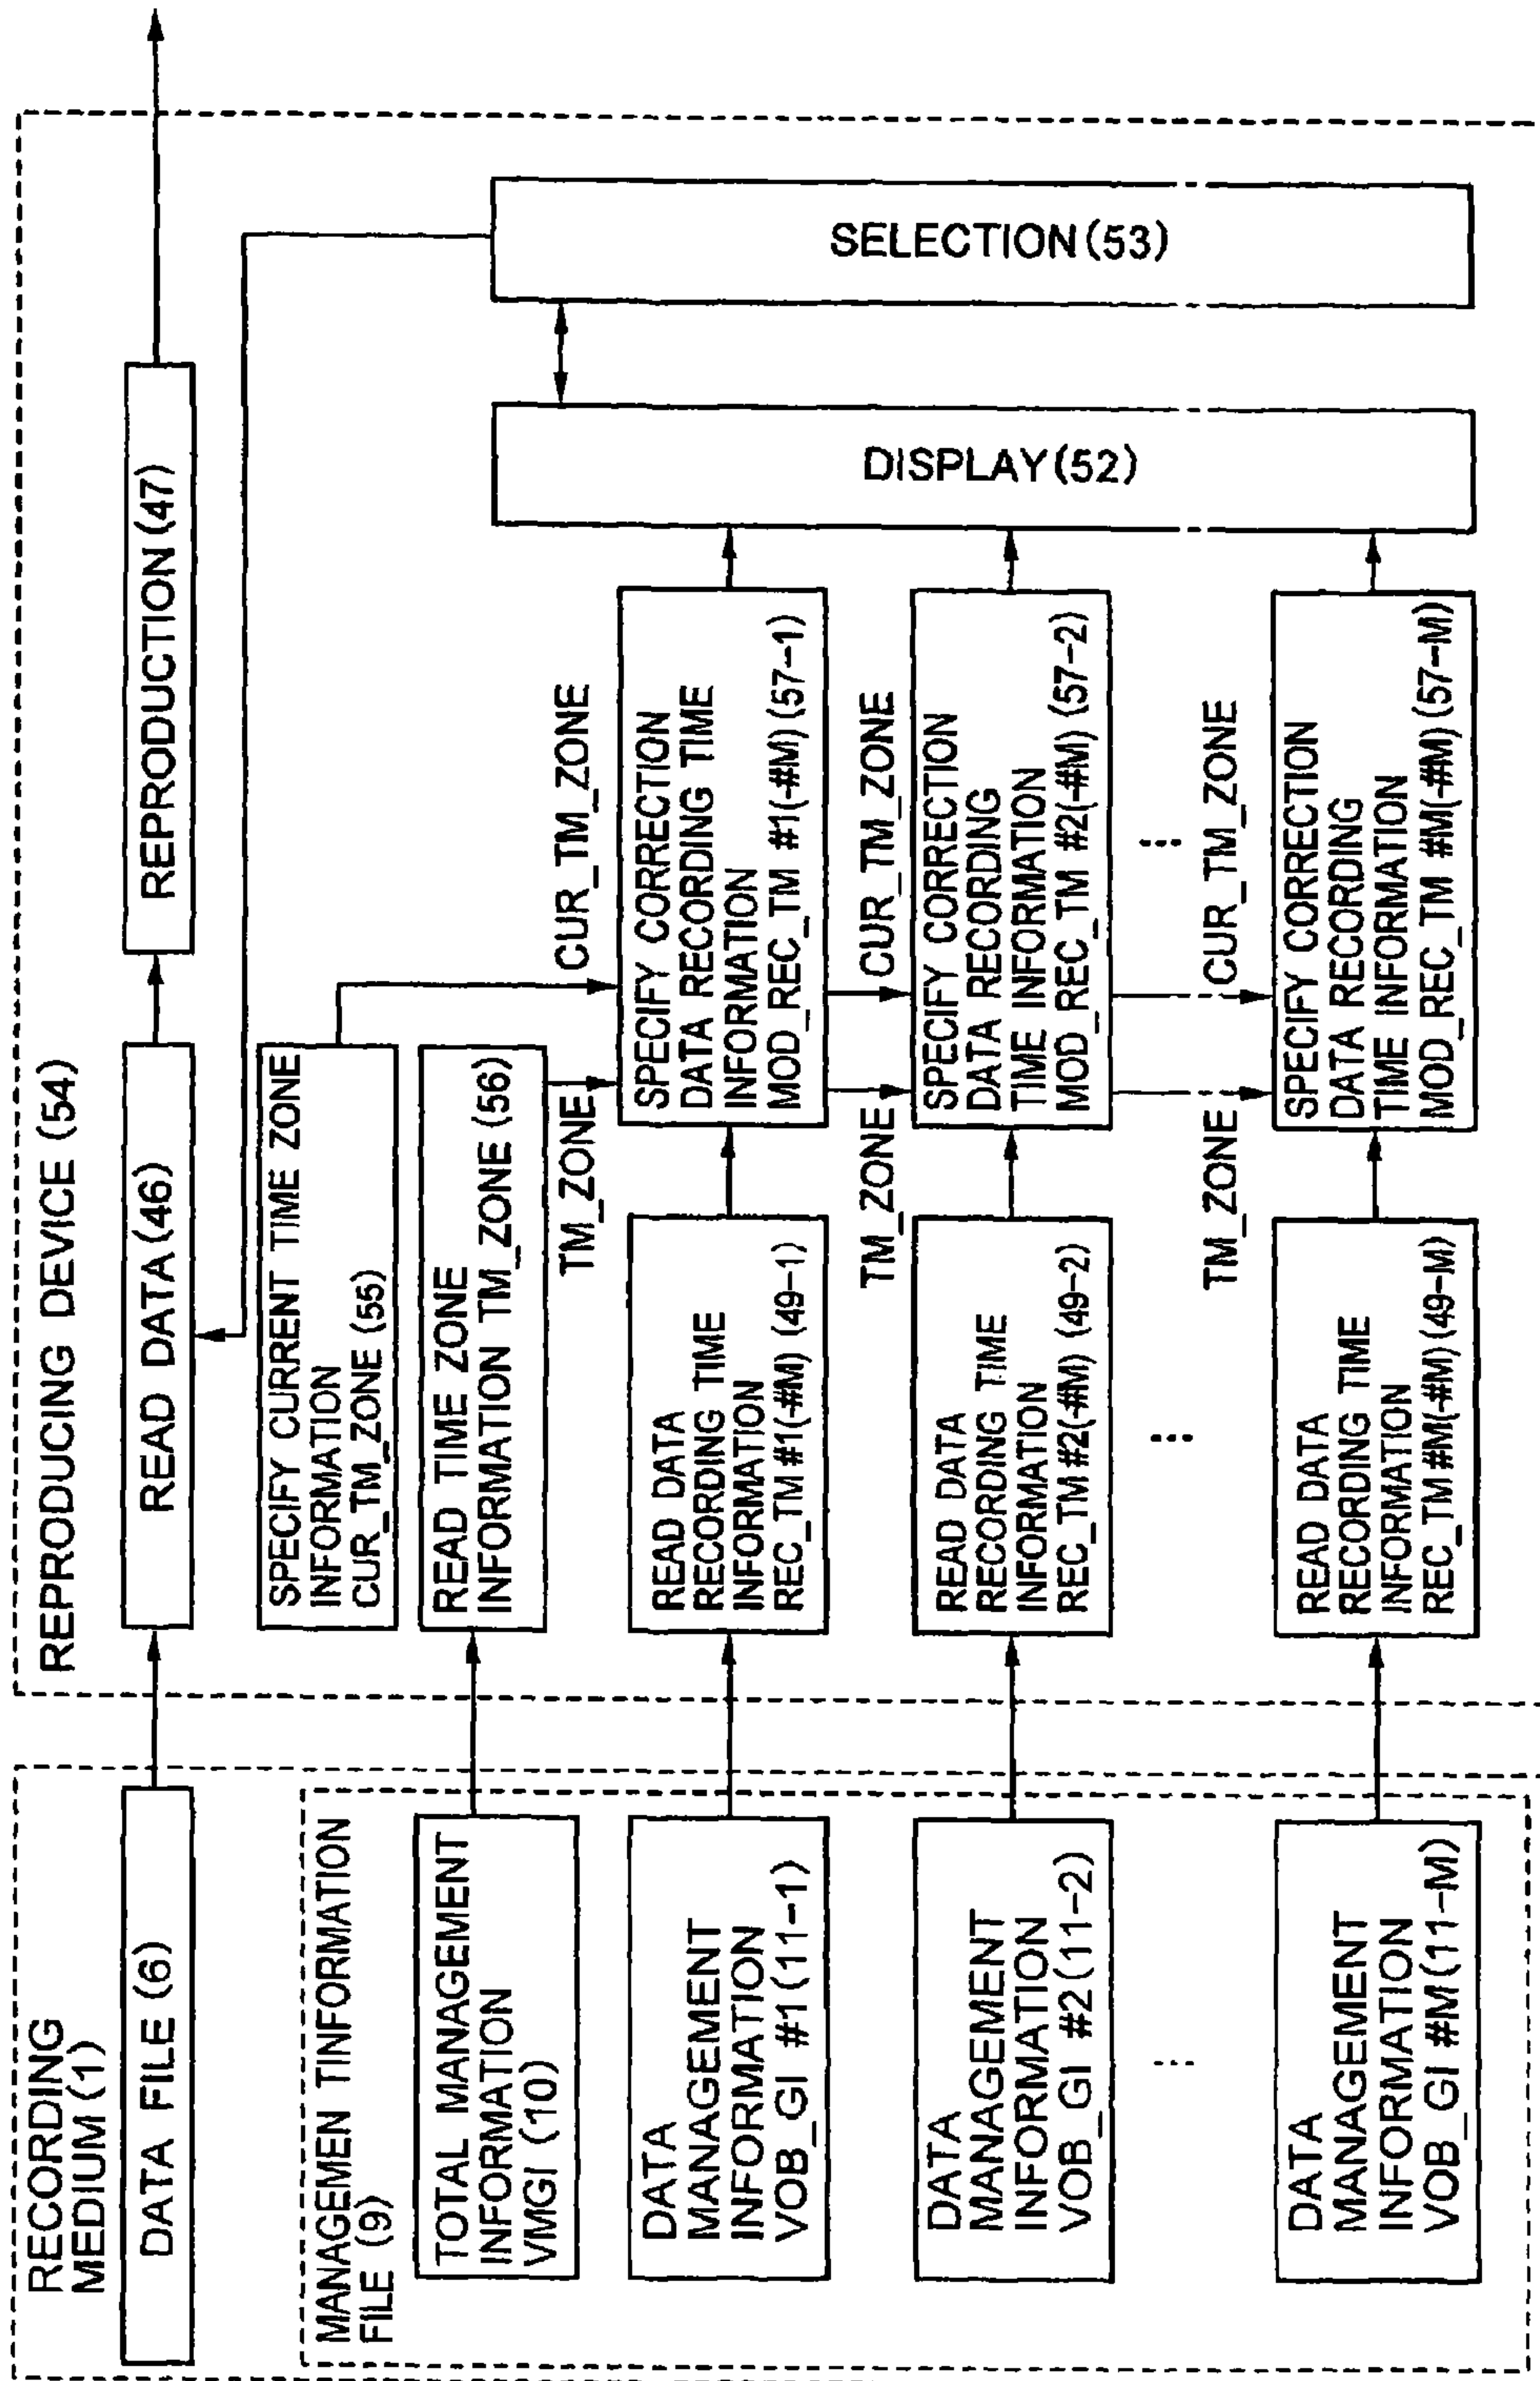 RECORDING
MEDIUM(1)
DATA FILE (6)
MANAGEMEN TINFORMATION
FILE (9)
TOTAL MANAGEMENT
INFORMATION
VMGI (10)
DATA
MANAGEMENT
INFORMATION
VOB_GI #1(11-1)
DATA
MANAGEMENT
INFORMATION
VOB_GI #2(11-2)
...
DATA
MANAGEMENT
INFORMATION
VOB_GI #M(11-M)
REPRODUCING DEVICE (54)
READ DATA(46)
REPRODUCTION(47)
SPECIFY CURRENT TIME ZONE
INFORMATION
CUR_TM_ZONE (55)
READ TIME ZONE
INFORMATION TM_ZONE (56)
TM_ZONE
CUR_TM_ZONE
READ DATA
RECORDING TIME
INFORMATION
REC_TM #1(-#M) (49-1)
SPECIFY CORRECTION
DATA RECORDING TIME
INFORMATION
MOD_REC_TM #1(-#M) (57-1)
TM_ZONE
CUR_TM_ZONE
READ DATA
RECORDING TIME
INFORMATION
REC_TM #2(-#M) (49-2)
SPECIFY CORRECTION
DATA RECORDING
TIME INFORMATION
MOD_REC_TM #2(-#M) (57-2)
...
...
TM_ZONE
CUR_TM_ZONE
READ DATA
RECORDING TIME
INFORMATION
REC_TM #M(-#M) (49-M)
SPECIFY CORRECTION
DATA RECORDING
TIME INFORMATION
MOD_REC_TM #M(-#M) (57-M)
DISPLAY(52)
SELECTION(53)